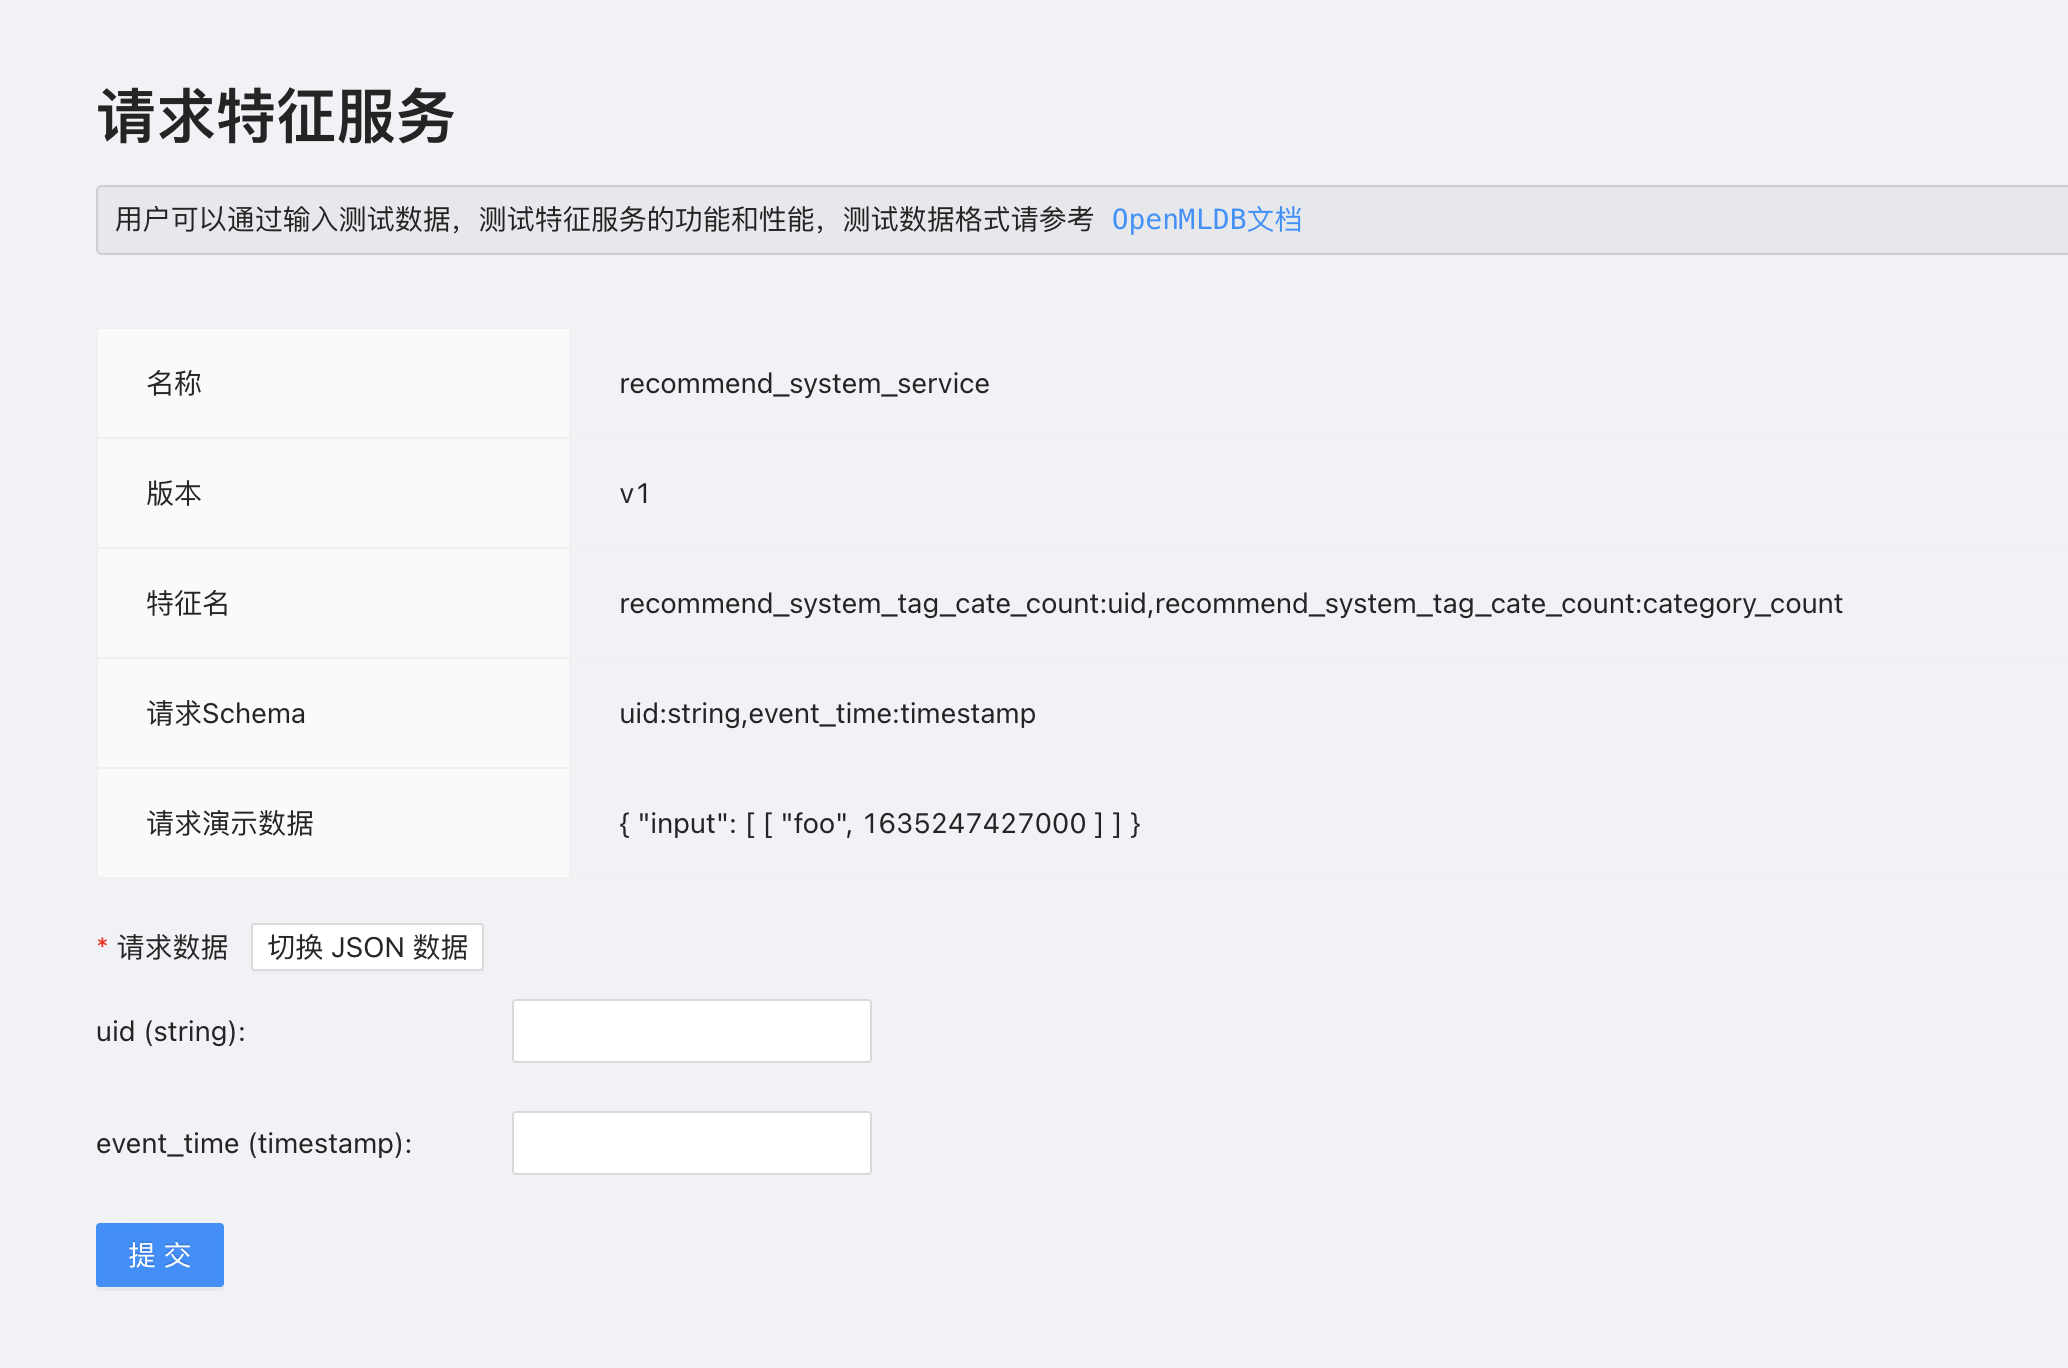 请求特征服务
用户可以通过输入测试数据，测试特征服务的功能和性能，测试数据格式请参考 OpenMLDB文档
名称 recommend_system_service
版本 v1
特征名 recommend_system_tag_cate_count:uid,recommend_system_tag_cate_count:category_count
请求Schema uid:string,event_time:timestamp
请求演示数据 { "input": [ [ "foo", 1635247427000 ] ] }
* 请求数据 切换 JSON 数据
uid (string):
event_time (timestamp):
提 交